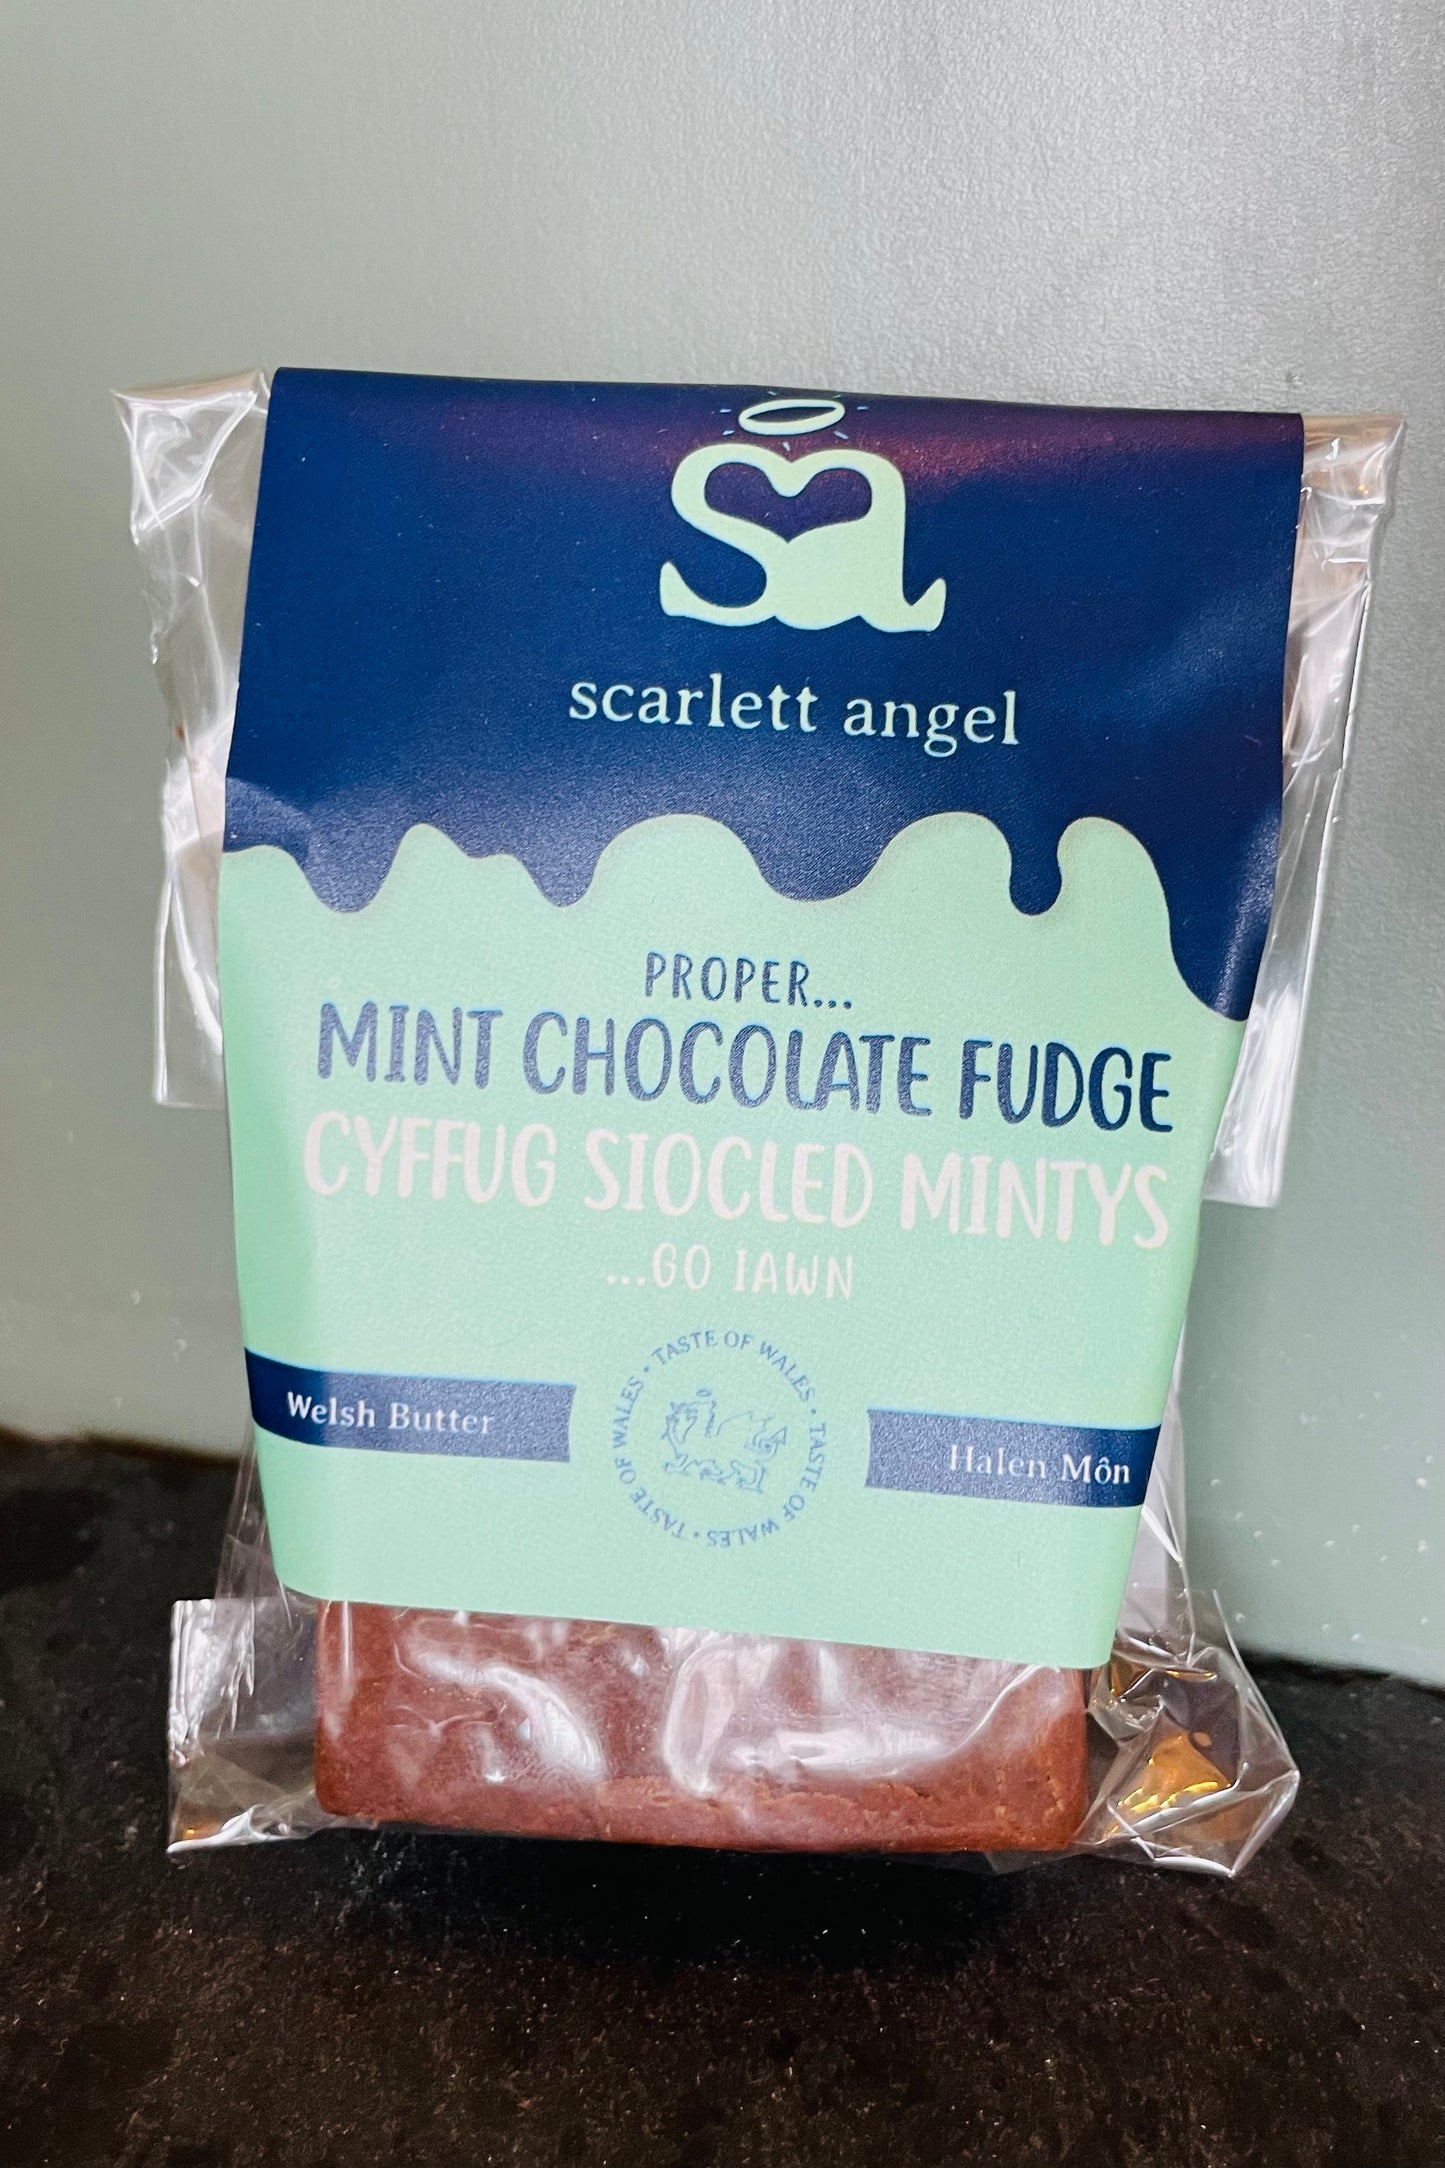 sa
scarlett angel
PROPER...
MINT CHOCOLATE FUDGE
CYFFUG SIOCLED MINTYS
...GO IAWN
Welsh Butter
TASTE OF WALES • TASTE OF WALES • TASTE OF WALES •
Halen Môn